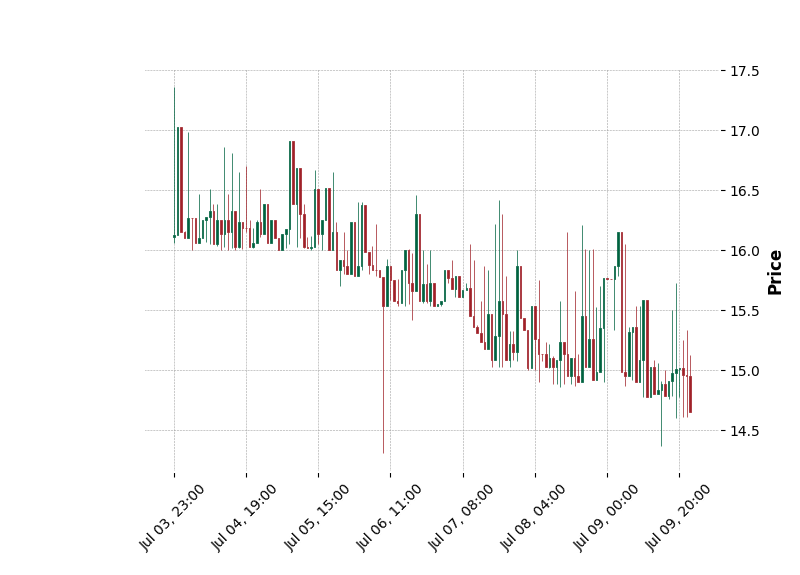 17.5
17.0
16.5
16.0
15.5
15.0
14.5
Price
Jul 03, 23:00
Jul 04, 19:00
Jul 05, 15:00
Jul 06, 11:00
Jul 07, 08:00
Jul 08, 04:00
Jul 09, 00:00
Jul 09, 20:00